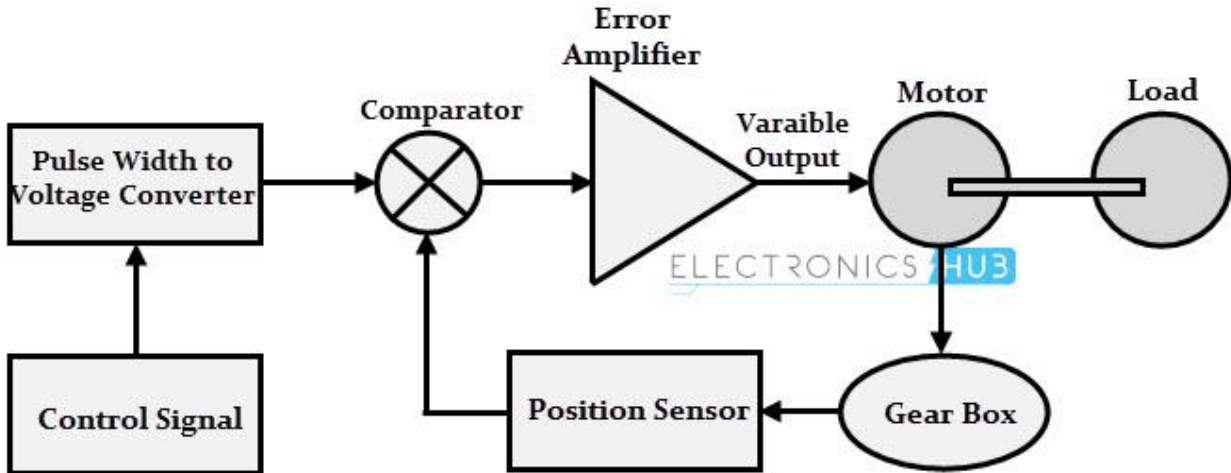 Error
Amplifier
Comparator
Pulse Width to
Voltage Converter
Varaible
Output
Motor
Load
ELECTRONICS HUB
Control Signal
Position Sensor
Gear Box